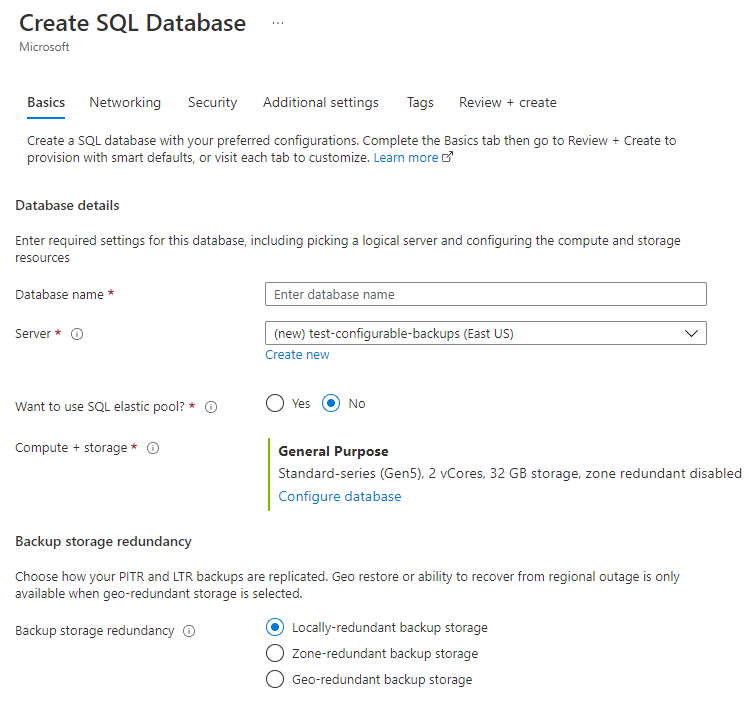 Create SQL Database ...
Microsoft
Basics Networking Security Additional settings Tags Review + create
Create a SQL database with your preferred configurations. Complete the Basics tab then go to Review + Create to
provision with smart defaults, or visit each tab to customize. Learn more
Database details
Enter required settings for this database, including picking a logical server and configuring the compute and storage
resources
Database name * Enter database name
Server * (new) test-configurable-backups (East US)
Create new
Want to use SQL elastic pool? * Yes No
Compute + storage * General Purpose
Standard-series (Gen5), 2 vCores, 32 GB storage, zone redundant disabled
Configure database
Backup storage redundancy
Choose how your PITR and LTR backups are replicated. Geo restore or ability to recover from regional outage is only
available when geo-redundant storage is selected.
Backup storage redundancy Locally-redundant backup storage
Zone-redundant backup storage
Geo-redundant backup storage